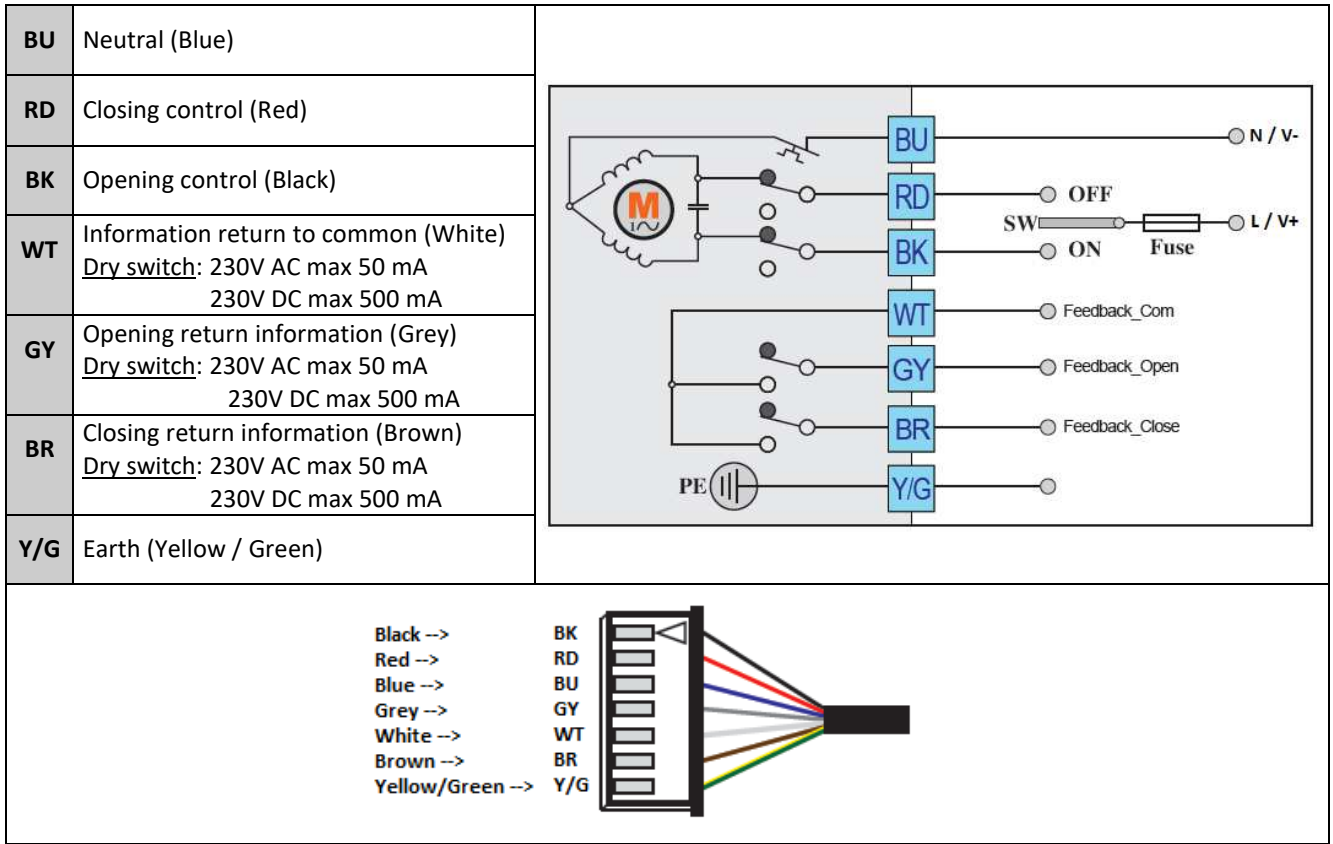 BU Neutral (Blue)
RD Closing control (Red)
BK Opening control (Black)
WT Information return to common (White)
Dry switch: 230V AC max 50 mA
230V DC max 500 mA
GY Opening return information (Grey)
Dry switch: 230V AC max 50 mA
230V DC max 500 mA
BR Closing return information (Brown)
Dry switch: 230V AC max 50 mA
230V DC max 500 mA
Y/G Earth (Yellow / Green)
BU N / V-
M
1
RD OFF
SW L / V+
BK ON Fuse
WT Feedback_Com
GY Feedback_Open
BR Feedback_Close
PE Y/G
Black --> BK
Red --> RD
Blue --> BU
Grey --> GY
White --> WT
Brown --> BR
Yellow/Green --> Y/G